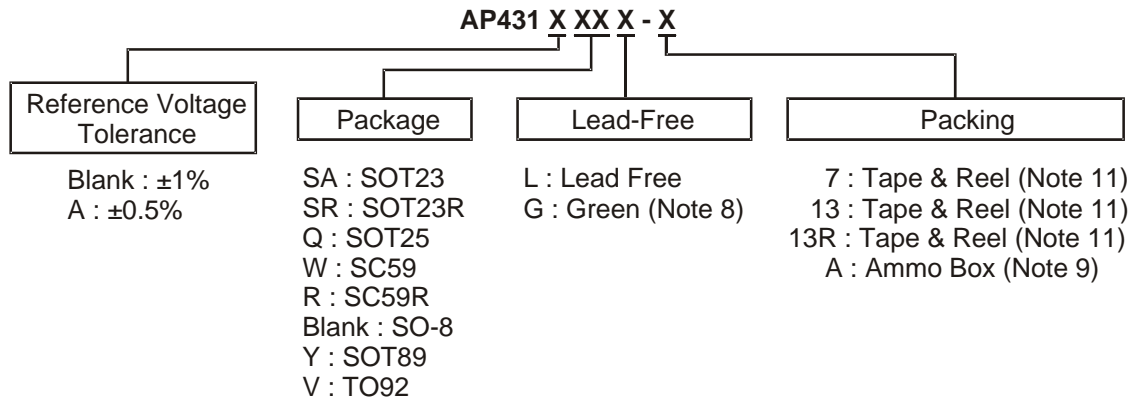 AP431 X XX X - X
Reference Voltage
Tolerance
Package
Lead-Free
Packing
Blank : ±1%
A : ±0.5%
SA : SOT23
SR : SOT23R
Q : SOT25
W : SC59
R : SC59R
Blank : SO-8
Y : SOT89
V : TO92
L : Lead Free
G : Green (Note 8)
7 : Tape & Reel (Note 11)
13 : Tape & Reel (Note 11)
13R : Tape & Reel (Note 11)
A : Ammo Box (Note 9)